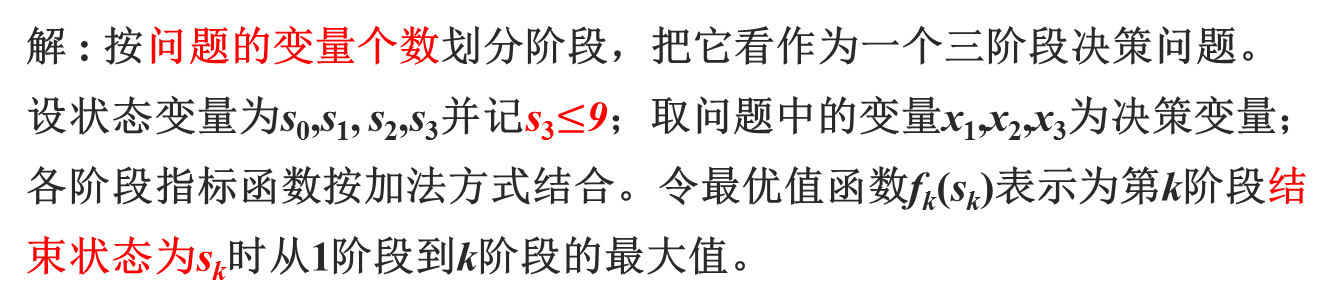 解：按问题的变量个数划分阶段，把它看作为一个三阶段决策问题。
设状态变量为s0,s1, s2,s3并记s3≤9；取问题中的变量x1,x2,x3为决策变量；
各阶段指标函数按加法方式结合。令最优值函数fk(sk)表示为第k阶段结
束状态为sk时从1阶段到k阶段的最大值。